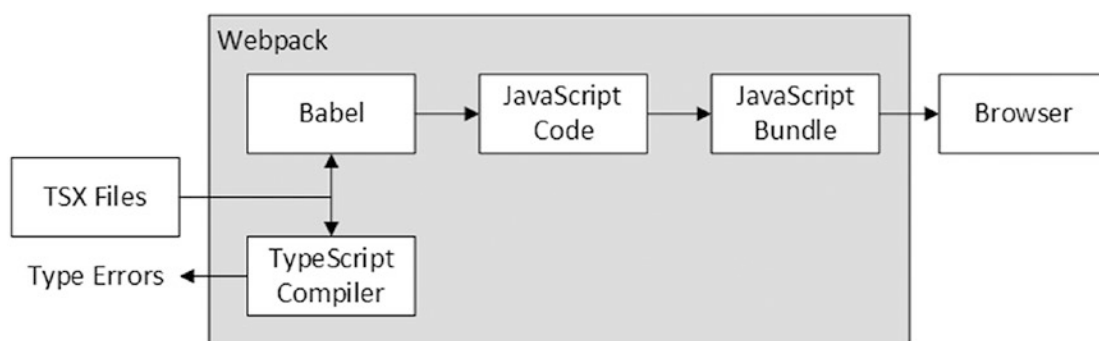 Webpack
Babel
JavaScript
Code
JavaScript
Bundle
Browser
TSX Files
Type Errors
TypeScript
Compiler